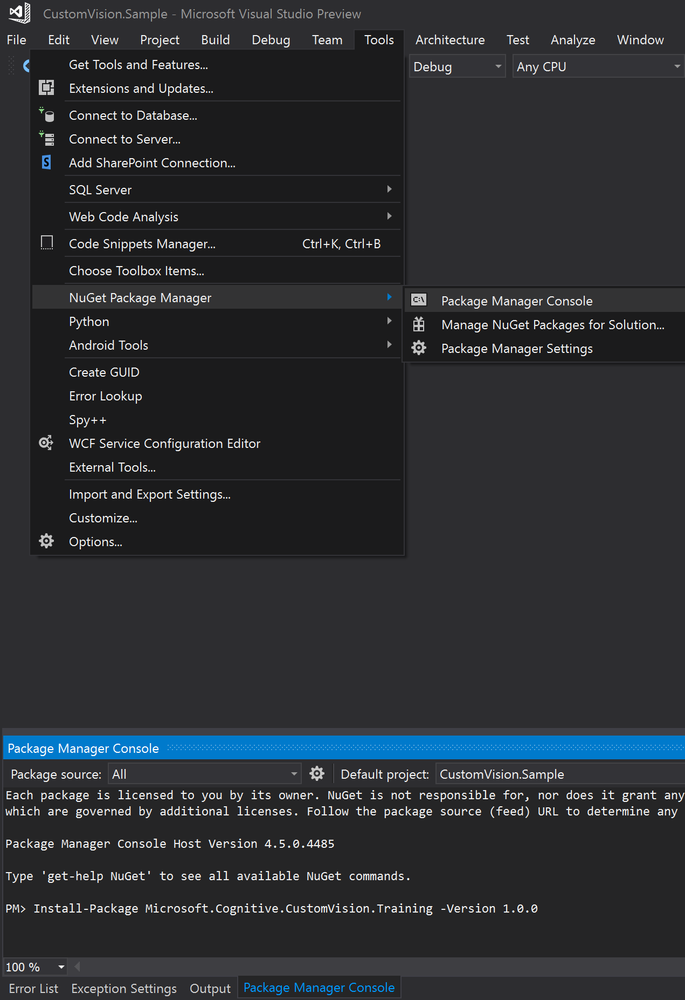 CustomVision.Sample - Microsoft Visual Studio Preview
File Edit View Project Build Debug Team Tools Architecture Test Analyze Window
Debug Any CPU
Get Tools and Features...
Extensions and Updates...
Connect to Database...
Connect to Server...
Add SharePoint Connection...
SQL Server
Web Code Analysis
Code Snippets Manager... Ctrl+K, Ctrl+B
Choose Toolbox Items...
NuGet Package Manager
Python
Android Tools
Create GUID
Error Lookup
Spy++
WCF Service Configuration Editor
External Tools...
Import and Export Settings...
Customize...
Options...
C:\ Package Manager Console
Manage NuGet Packages for Solution...
Package Manager Settings
Package Manager Console
Package source: All Default project: CustomVision.Sample
Each package is licensed to you by its owner. NuGet is not responsible for, nor does it grant any
which are governed by additional licenses. Follow the package source (feed) URL to determine any
Package Manager Console Host Version 4.5.0.4485
Type 'get-help NuGet' to see all available NuGet commands.
PM> Install-Package Microsoft.Cognitive.CustomVision.Training -Version 1.0.0
100 %
Error List Exception Settings Output Package Manager Console